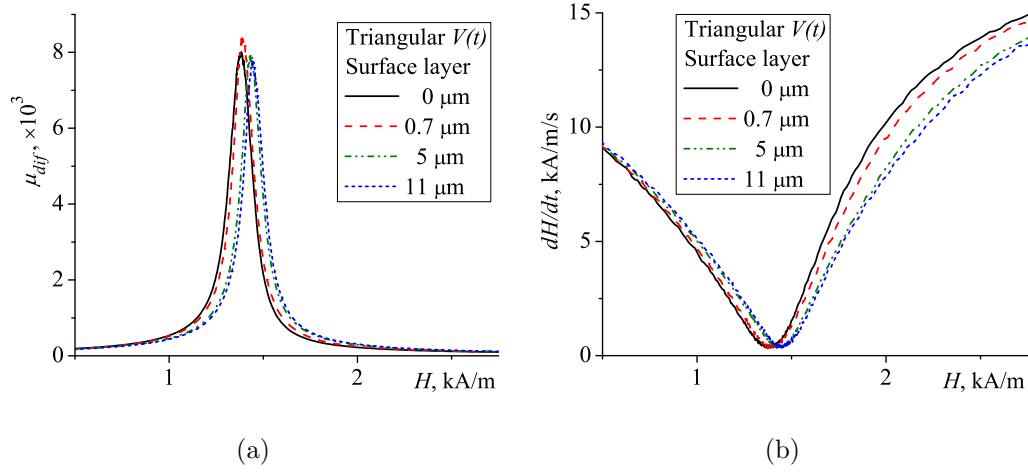 Triangular V(t)
Surface layer
0 μm
0.7 μm
5 μm
11 μm
μdif, ×10³
8
6
4
2
0
1
2
H, kA/m
(a)
Triangular V(t)
Surface layer
0 μm
0.7 μm
5 μm
11 μm
dH/dt, kA/m/s
15
10
5
0
1
2
H, kA/m
(b)